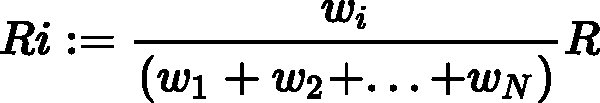 Ri := \frac{w_i}{(w_1 + w_2 + \ldots + w_N)} R